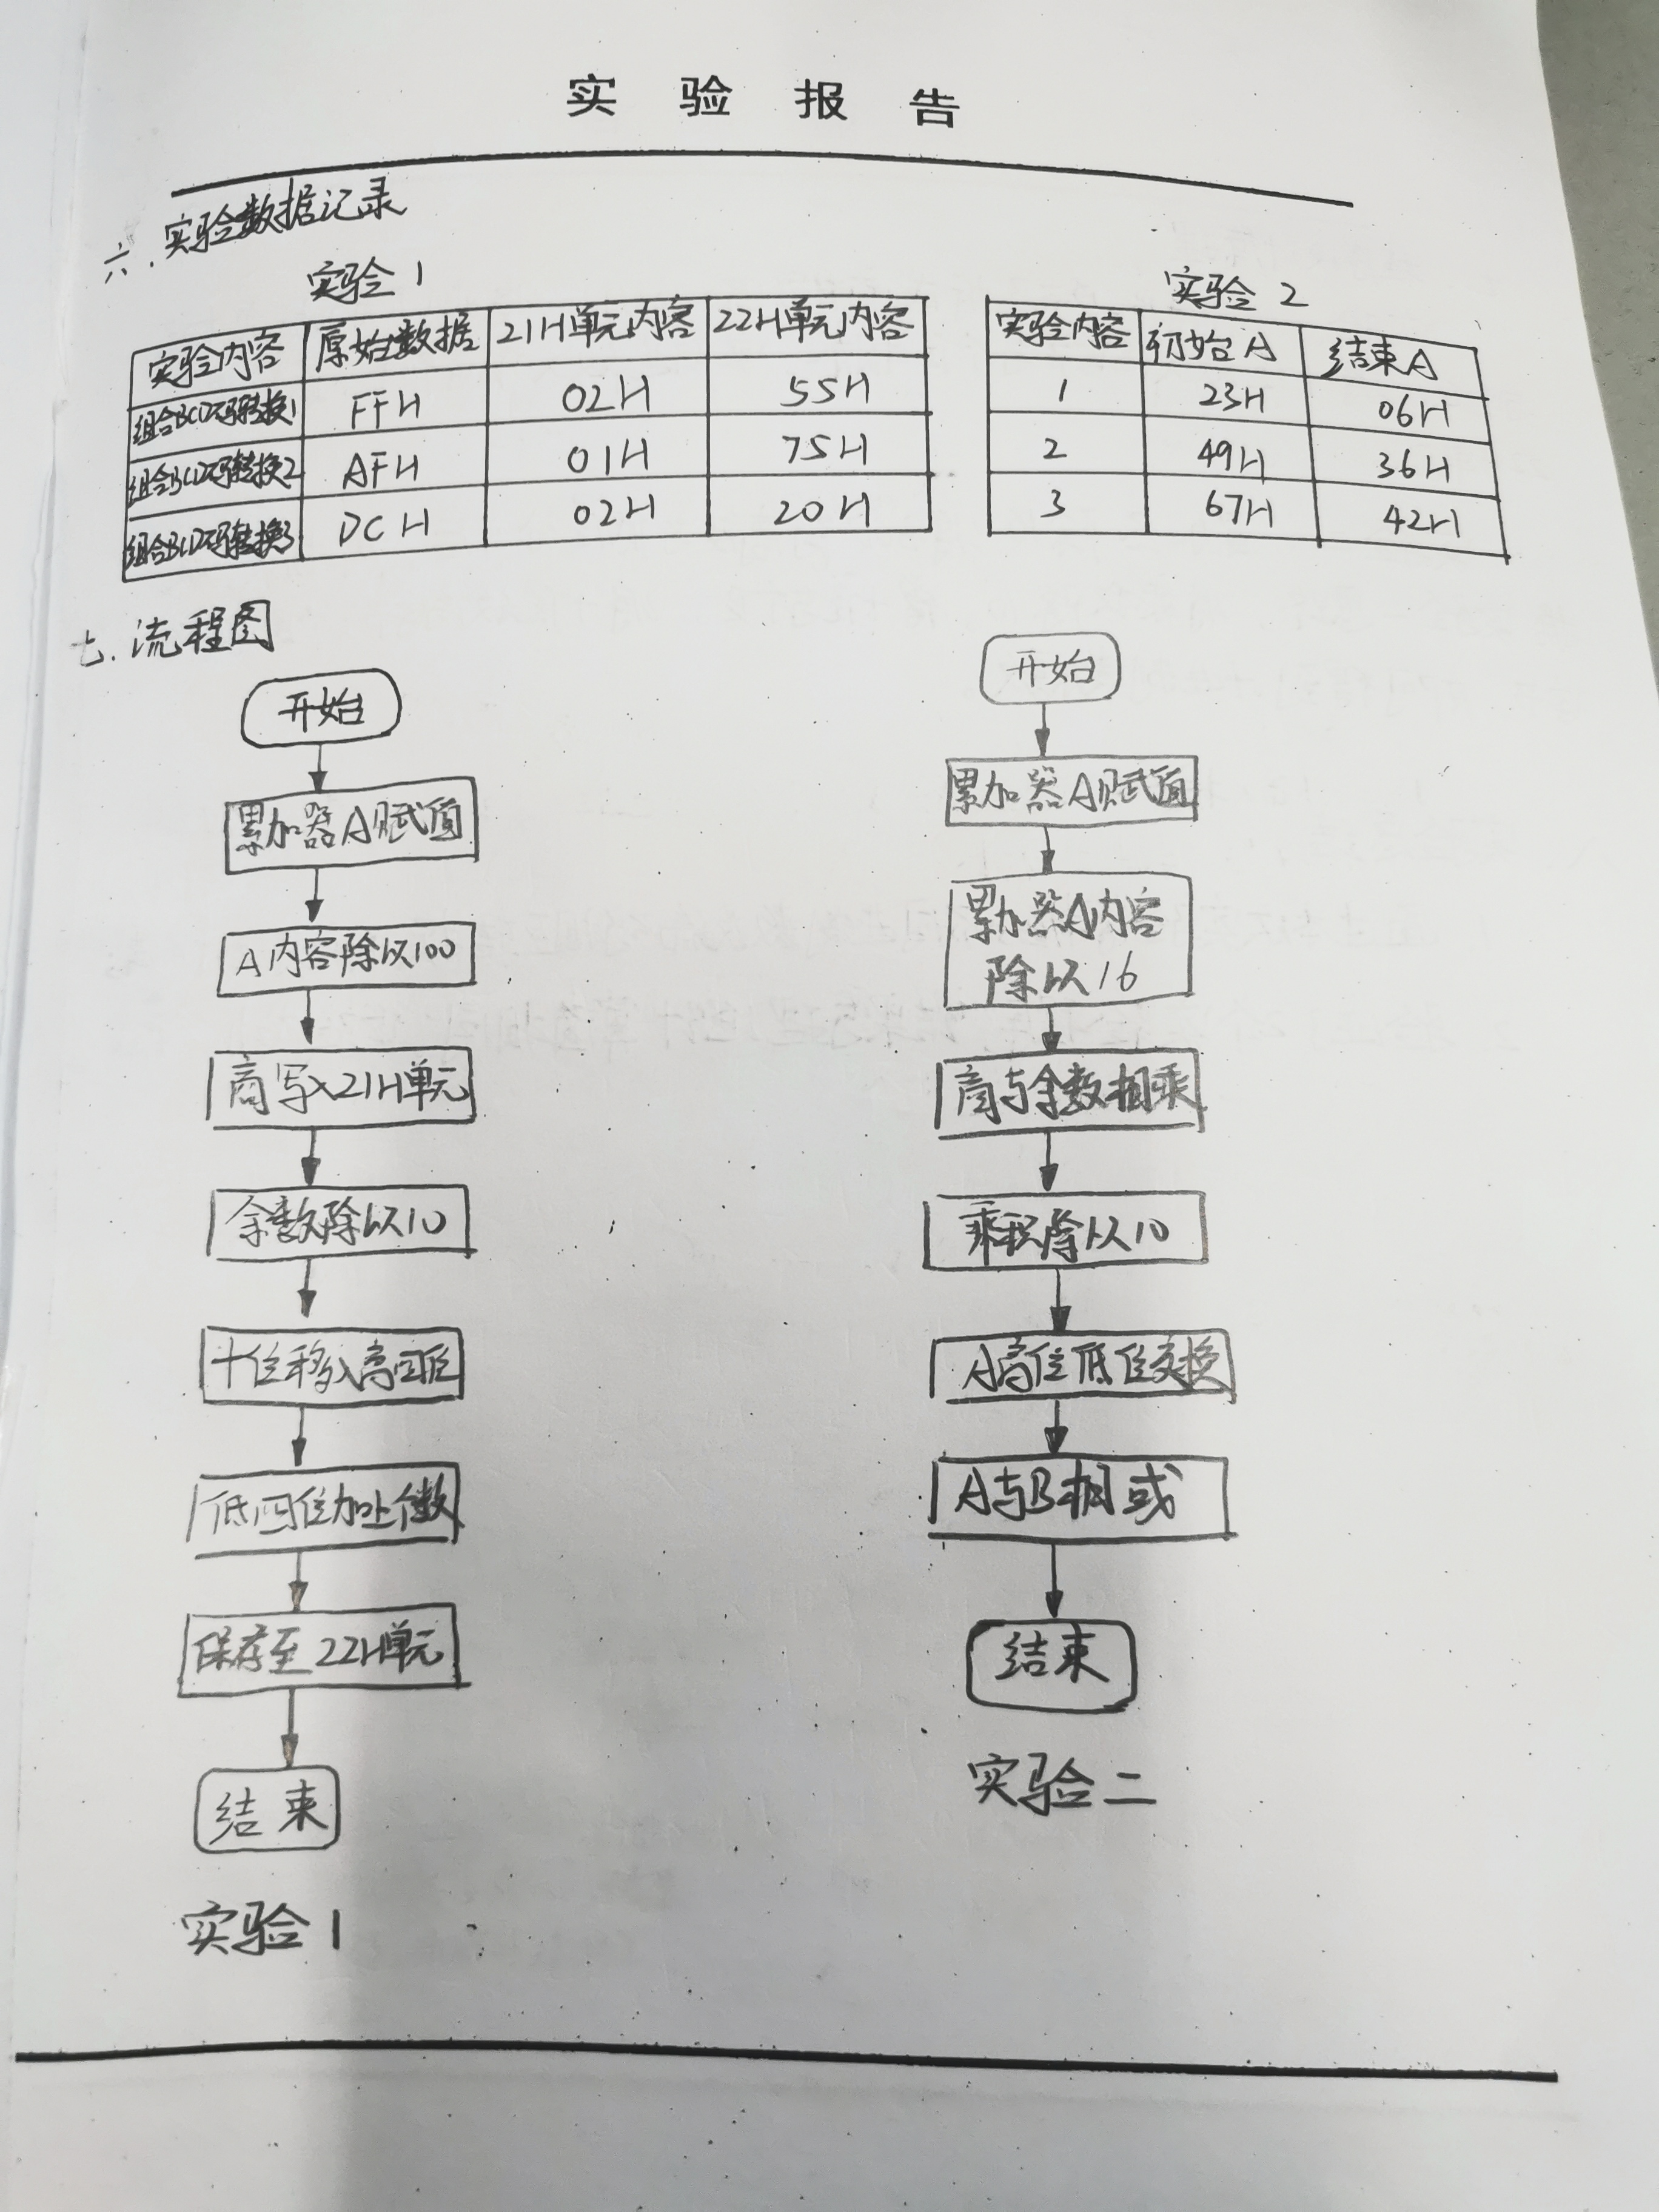 实验报告
六.实验数据记录
实验1
实验内容 原始数据 21H单元内容 22H单元内容
组合BCD码转换1 FFH 02H 55H
组合BCD码转换2 AFH 01H 75H
组合BCD码转换3 DCH 02H 20H
实验2
实验内容 初始A 结束A
1 23H 06H
2 49H 36H
3 67H 42H
七.流程图
开始
累加器A赋值
A内容除以100
商写入21H单元
余数除以10
十位移入高四位
低四位加上个数
保存至22H单元
结束
实验1
开始
累加器A赋值
累加器A内容
除以16
商与余数相乘
乘积除以10
A高位低位交换
A与B相或
结束
实验二